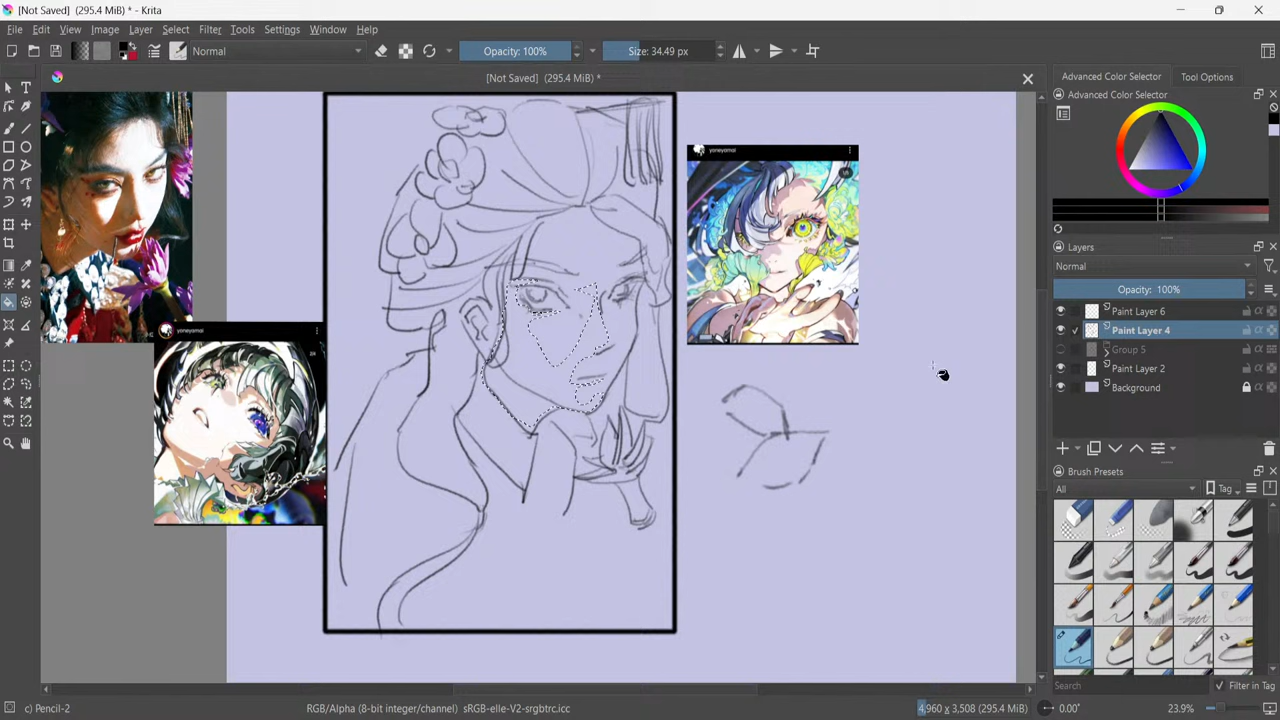 [Not Saved] (295.4 MiB) * - Krita
File Edit View Image Layer Select Filter Tools Settings Window Help
Normal
Opacity: 100%
Size: 34.49 px
[Not Saved] (295.4 MiB) *
Advanced Color Selector
Tool Options
Advanced Color Selector
yoneyamai
yoneyamai
Layers
Normal
Opacity: 100%
Paint Layer 6
Paint Layer 4
Group 5
Paint Layer 2
Background
Brush Presets
All
Tag
Search
Filter in Tag
c) Pencil-2
RGB/Alpha (8-bit integer/channel) sRGB-elle-V2-srgbtrc.icc
4,960 x 3,508 (295.4 MiB)
0.00°
23.9%